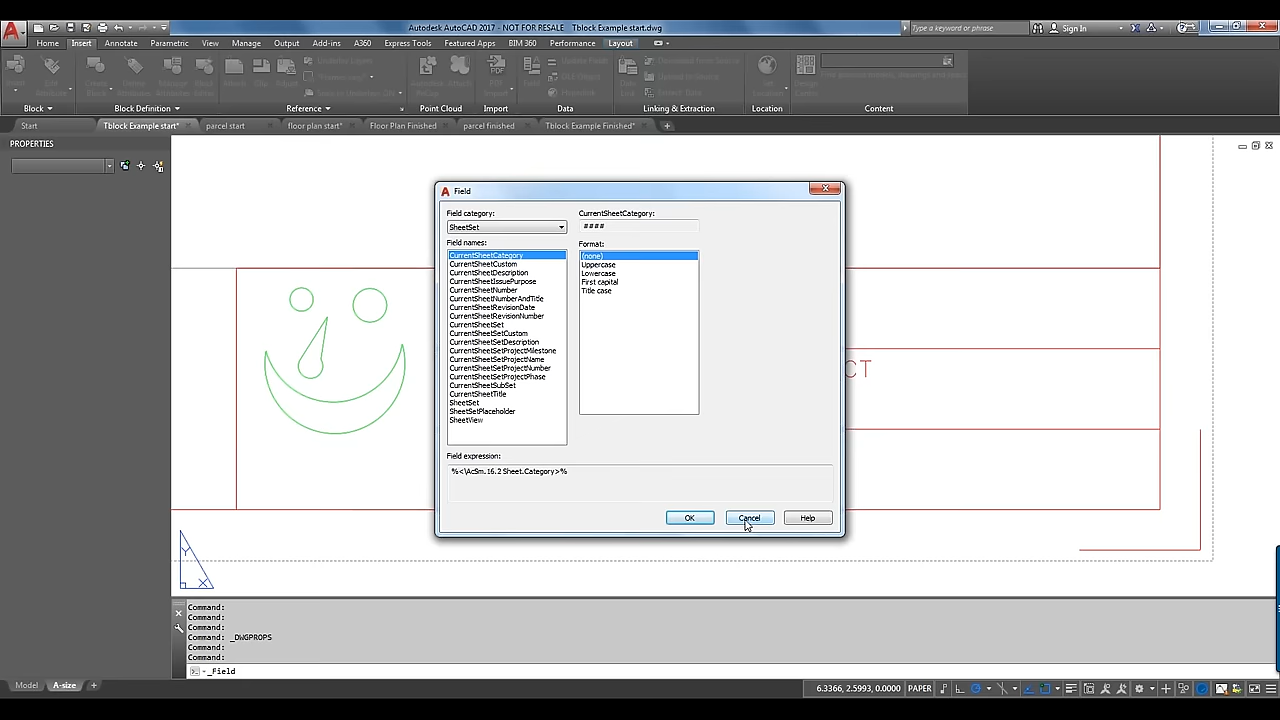 Autodesk AutoCAD 2017 - NOT FOR RESALE   Tblock Example start.dwg
Type a keyword or phrase
Sign In
Home Insert Annotate Parametric View Manage Output Add-ins A360 Express Tools Featured Apps BIM 360 Performance Layout
PDF
Block Block Definition Reference Point Cloud Import Data Linking & Extraction Location Content
Start Tblock Example start* parcel start floor plan start* Floor Plan Finished parcel finished Tblock Example Finished*
PROPERTIES
Field
Field category:
SheetSet
CurrentSheetCategory:
####
Field names:
CurrentSheetCategory
CurrentSheetCustom
CurrentSheetDescription
CurrentSheetIssuePurpose
CurrentSheetNumber
CurrentSheetNumberAndTitle
CurrentSheetRevisionDate
CurrentSheetRevisionNumber
CurrentSheetSet
CurrentSheetSetCustom
CurrentSheetSetDescription
CurrentSheetSetProjectMilestone
CurrentSheetSetProjectName
CurrentSheetSetProjectNumber
CurrentSheetSetProjectPhase
CurrentSheetSubSet
CurrentSheetTitle
SheetSet
SheetSetPlaceholder
SheetView
Format:
(none)
Uppercase
Lowercase
First capital
Title case
Field expression:
%<\AcSm.16.2 Sheet.Category>%
OK Cancel Help
CT
Y
X
Command:
Command:
Command:
Command: _DWGPROPS
Command:
Command:
_Field
Model A-size +
6.3366, 2.5993, 0.0000 PAPER